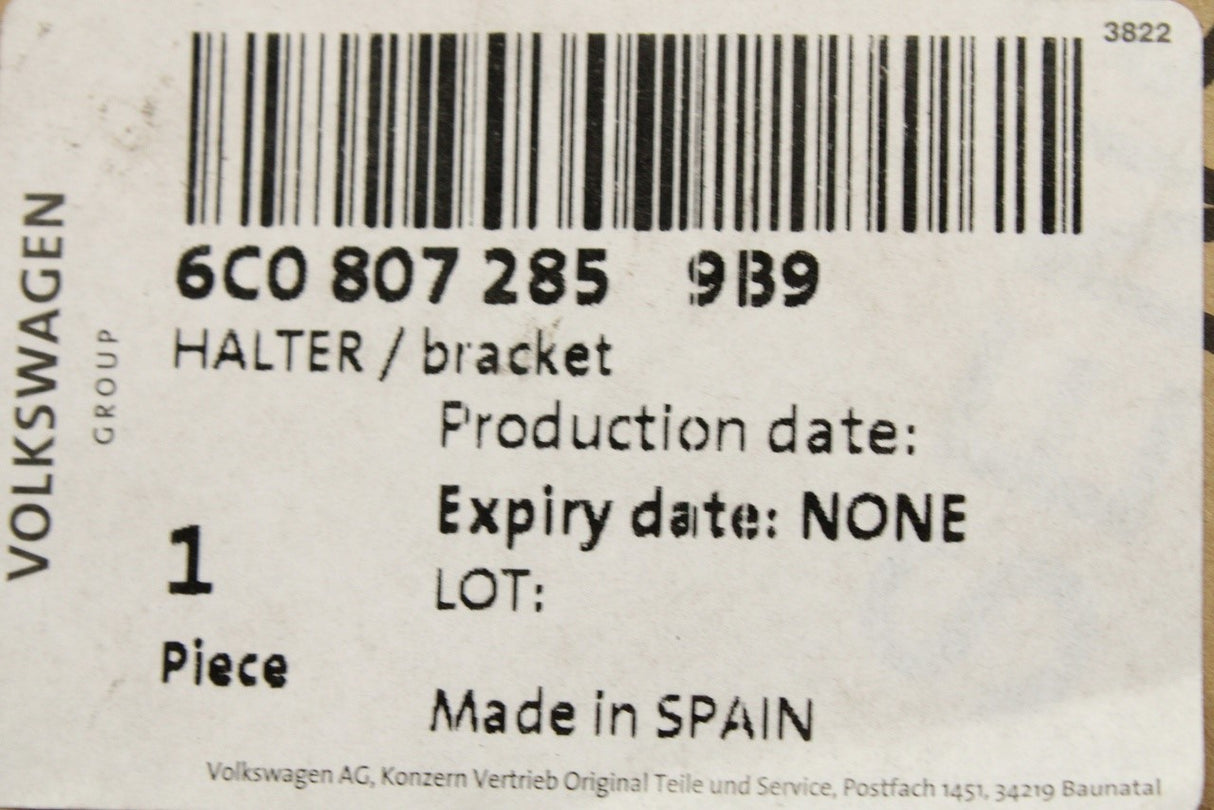 3822
6C0 807 285 9B9
HALTER / bracket
Production date:
Expiry date: NONE
LOT:
1
Piece
Made in SPAIN
Volkswagen AG, Konzern Vertrieb Original Teile und Service, Postfach 1451, 34219 Baunatal
VOLKSWAGEN
GROUP